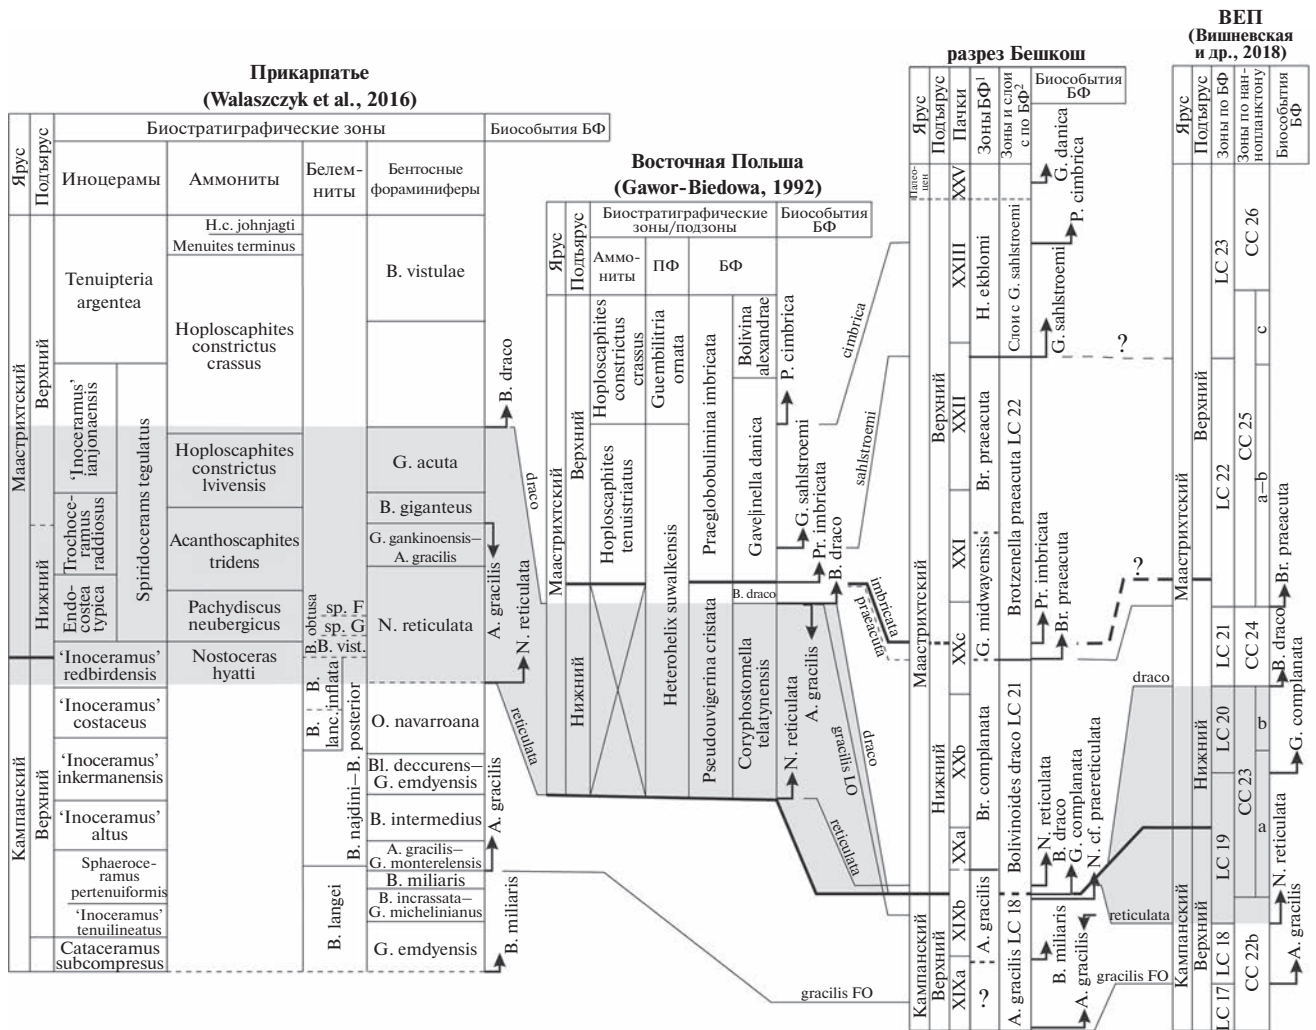 Прикарпатье
(Walaszczyk et al., 2016)
Ярус
Подъярус
Биостратиграфические зоны
Биособытия БФ
Иноцерамы
Аммониты
Белем-
ниты
Бентосные
фораминиферы
Маастрихтский
Кампанский
Верхний
Нижний
Верхний
Tenuipteria
argentea
'Inoceramus'
ianjonaensis
Trochoce-
ramus
raddiosus
Endo-
costea
typica
Spiridocerams tegulatus
'Inoceramus'
redbirdensis
'Inoceramus'
costaceus
'Inoceramus'
inkermanensis
'Inoceramus'
altus
Sphaeroce-
ramus
pertenuiformis
'Inoceramus'
tenuilineatus
Cataceramus
subcompresus
H.c. johnjagti
Menuites terminus
Hoploscaphites
constrictus
crassus
Hoploscaphites
constrictus
lvivensis
Acanthoscaphites
tridens
Pachydiscus
neubergicus
Nostoceras
hyatti
B. obtusa
sp. F
sp. G
B. vist.
B.
lanc.
B.
inflata
B. najdini–B. posterior
B. langei
B. vistulae
G. acuta
B. giganteus
G. gankinoensis–
A. gracilis
N. reticulata
O. navarroana
Bl. deccurens–
G. emdyensis
B. intermedius
A. gracilis–
G. monterelensis
B. miliaris
B. incrassata–
G. michelinianus
G. emdyensis
B. draco
A. gracilis
N. reticulata
A. gracilis
B. miliaris
draco
reticulata
Восточная Польша
(Gawor-Biedowa, 1992)
Ярус
Подъярус
Биостратиграфические
зоны/подзоны
Биособытия
БФ
Аммо-
ниты
ПФ
БФ
Маастрихтский
Верхний
Нижний
Hoploscaphites
constrictus
crassus
Hoploscaphites
tenuistriatus
Guembilitria
ornata
Heterohelix suwalkensis
Praeglobobulimina imbricata
Pseudouvigerina cristata
Bolivina
alexandrae
Gavelinella danica
B. draco
Coryphostomella
telatynensis
P. cimbrica
G. sahlstroemi
Pr. imbricata
B. draco
A. gracilis
N. reticulata
cimbrica
sahlstroemi
imbricata
praeacuta
draco
gracilis LO
reticulata
gracilis FO
разрез Бешкош
Ярус
Подъярус
Пачки
Зоны БФ¹
Зоны и слои
с по БФ²
Биособытия
БФ
Палео-
цен
Маастрихтский
Кампанский
Верхний
Нижний
Верхний
XXV
XXIII
XXII
XXI
XXc
XXb
XXa
XIXb
XIXa
H. ekblomi
Br. praeacuta
G. midwayensis
Br. complanata
A. gracilis
?
Слои с G. sahlstroemi
Brotzenella praeacuta LC 22
Bolivinoides draco LC 21
A. gracilis LC 18
G. danica
P. cimbrica
G. sahlstroemi
Pr. imbricata
Br. praeacuta
N. reticulata
B. draco
G. complanata
N. cf. praereticulata
B. miliaris
A. gracilis
A. gracilis
?
?
draco
reticulata
ВЕП
(Вишневская
и др., 2018)
Ярус
Подъярус
Зоны по БФ
Зоны по нан-
нопланктону
Биособытия БФ
Маастрихтский
Кампанский
Верхний
Нижний
Верхний
LC 23
LC 22
LC 21
LC 20
LC 19
LC 18
LC 17
CC 26
CC 25
c
a–b
CC 24
CC 23
b
a
CC 22b
Br. praeacuta
B. draco
G. complanata
N. reticulata
A. gracilis